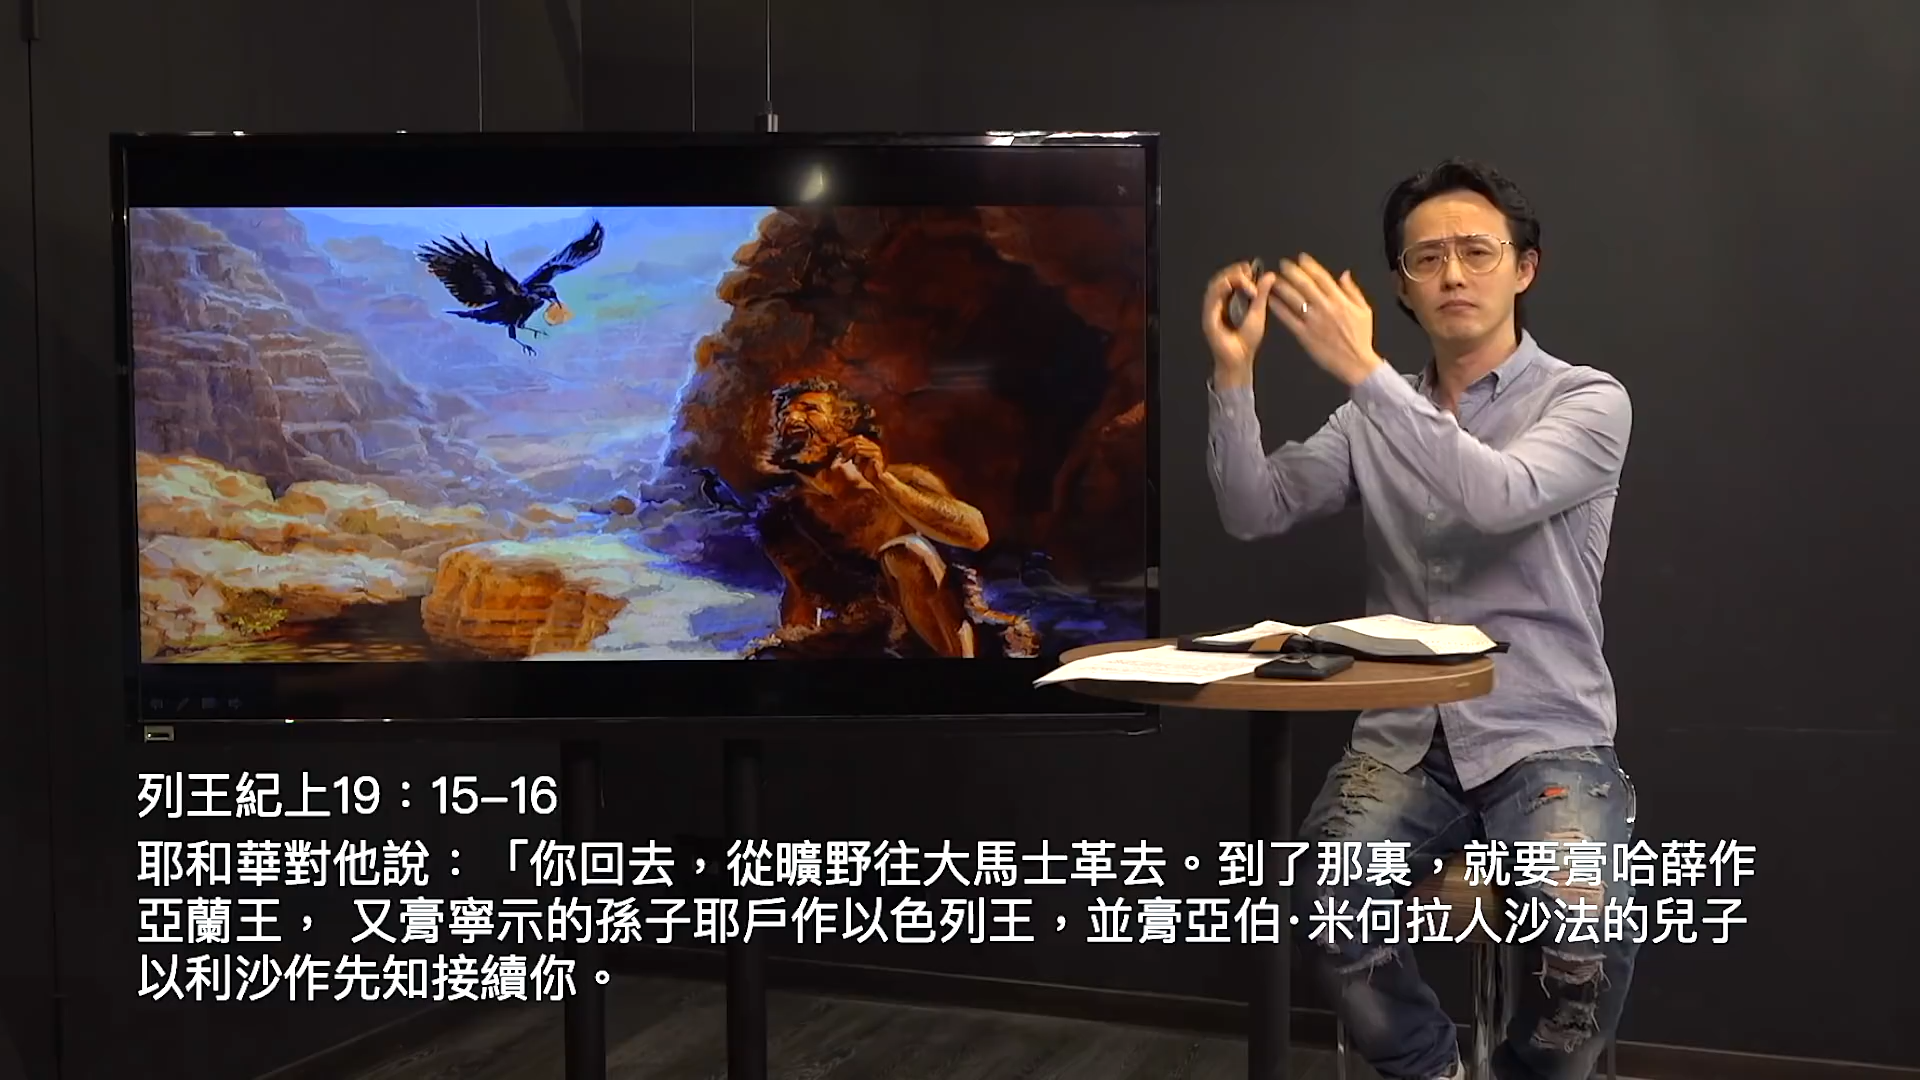 列王紀上19：15-16
耶和華對他說：「你回去，從曠野往大馬士革去。到了那裏，就要膏哈薛作
亞蘭王， 又膏寧示的孫子耶戶作以色列王，並膏亞伯·米何拉人沙法的兒子
以利沙作先知接續你。